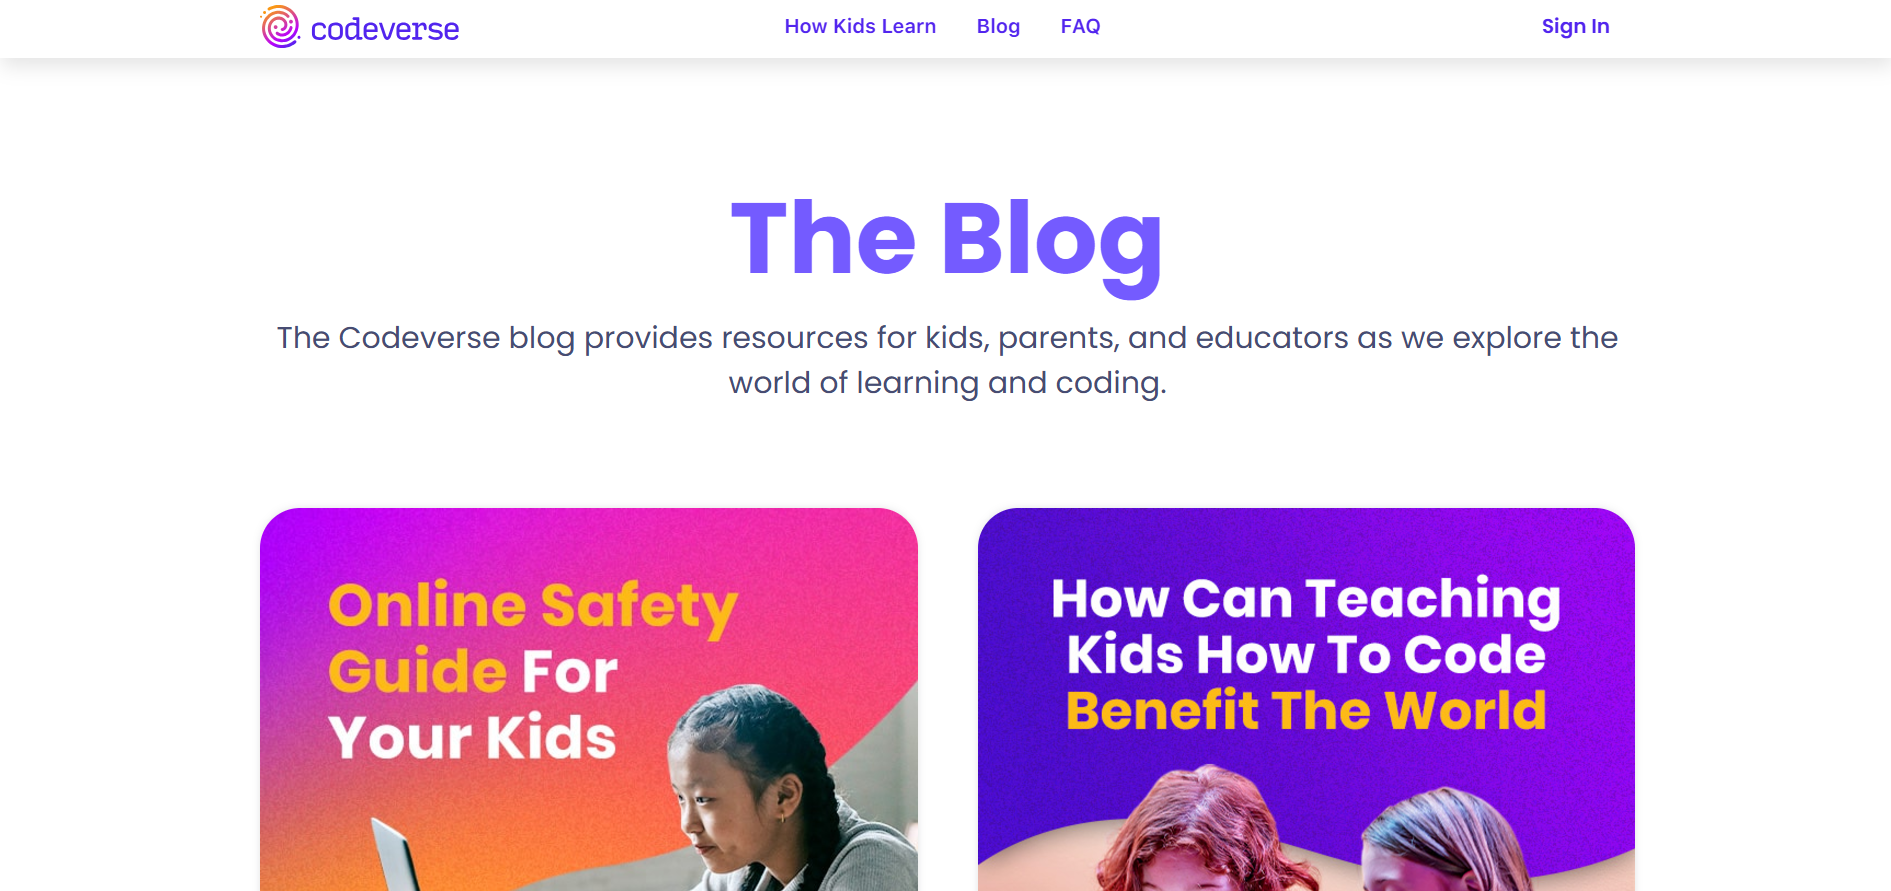 codeverse
How Kids Learn
Blog
FAQ
Sign In
The Blog
The Codeverse blog provides resources for kids, parents, and educators as we explore the
world of learning and coding.
Online Safety
Guide For
Your Kids
How Can Teaching
Kids How To Code
Benefit The World